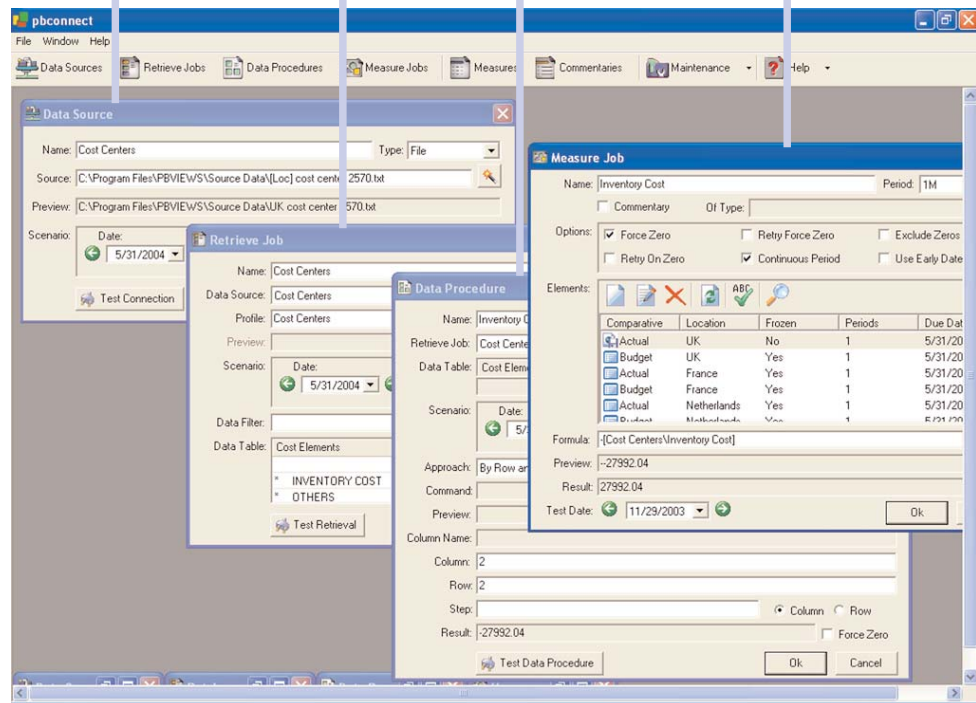 pbconnect
File Window Help
Data Sources Retrieve Jobs Data Procedures Measure Jobs Measures Commentaries Maintenance Help
Data Source
Name: Cost Centers Type: File
Source: C:\Program Files\PBVIEWS\Source Data\[Loc] cost center 2570.txt
Preview: C:\Program Files\PBVIEWS\Source Data\UK cost center 2570.txt
Scenario: Date:
5/31/2004
Test Connection
Retrieve Job
Name: Cost Centers
Data Source: Cost Centers
Profile: Cost Centers
Preview:
Scenario: Date:
5/31/2004
Data Filter:
Data Table: Cost Elements
* INVENTORY COST
* OTHERS
Test Retrieval
Data Procedure
Name: Inventory
Retrieve Job: Cost
Data Table: Cost
Scenario: Date:
Approach: By Row
Command:
Preview:
Column Name:
Column: 2
Row: 2
Step: Column Row
Result: -27992.04 Force Zero
Test Data Procedure Ok Cancel
Measure Job
Name: Inventory Cost Period: 1M
Commentary Of Type:
Options: Force Zero Retry Force Zero Exclude Zeros
Retry On Zero Continuous Period Use Early Date
Elements: ABC
Comparative Location Frozen Periods Due Dat
Actual UK No 1 5/31/20
Budget UK Yes 1 5/31/20
Actual France Yes 1 5/31/20
Budget France Yes 1 5/31/20
Actual Netherlands Yes 1 5/31/20
Budget Netherlands Yes 1 5/31/20
Formula: -[Cost Centers\Inventory Cost]
Preview: --27992.04
Result: 27992.04
Test Date: 11/29/2003 Ok